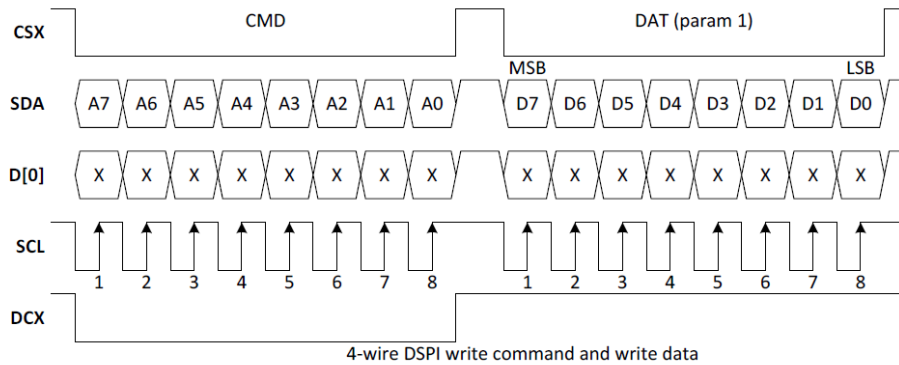 CMD DAT (param 1)
CSX
MSB LSB
SDA A7 A6 A5 A4 A3 A2 A1 A0 D7 D6 D5 D4 D3 D2 D1 D0
D[0] X X X X X X X X X X X X X X X X
SCL
1 2 3 4 5 6 7 8 1 2 3 4 5 6 7 8
DCX
4-wire DSPI write command and write data